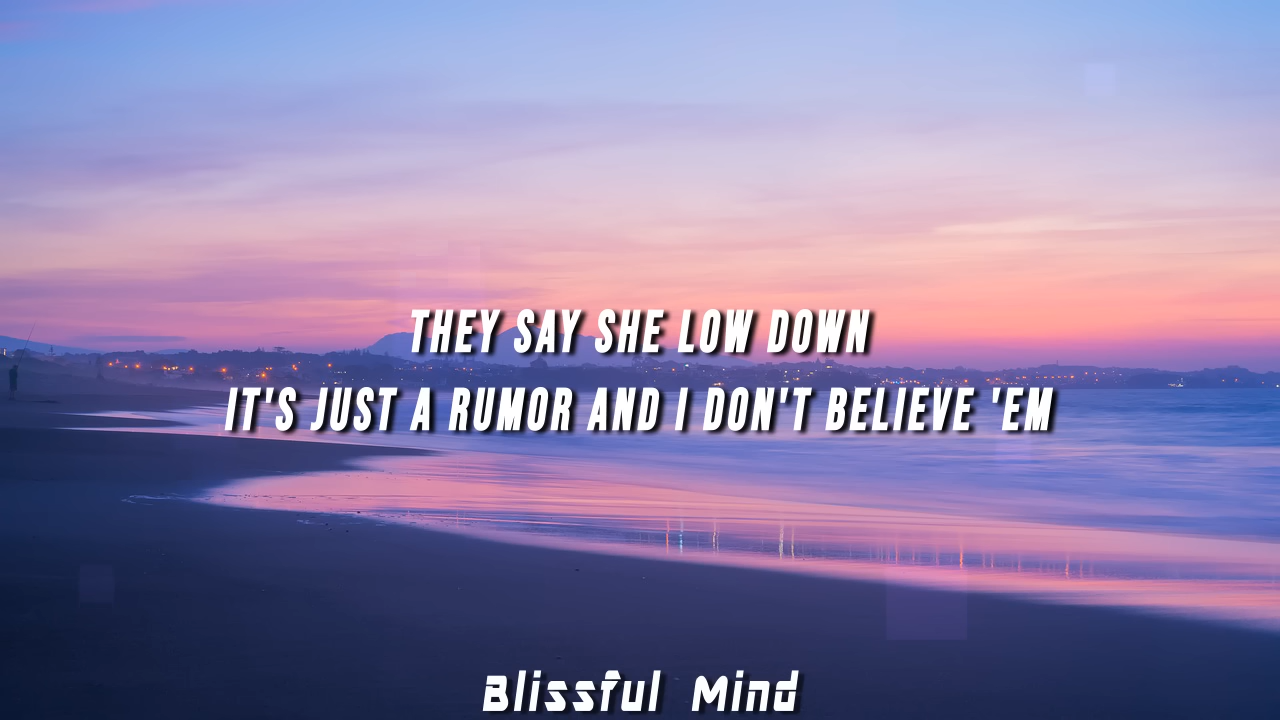 THEY SAY SHE LOW DOWN
IT'S JUST A RUMOR AND I DON'T BELIEVE 'EM
Blissful Mind